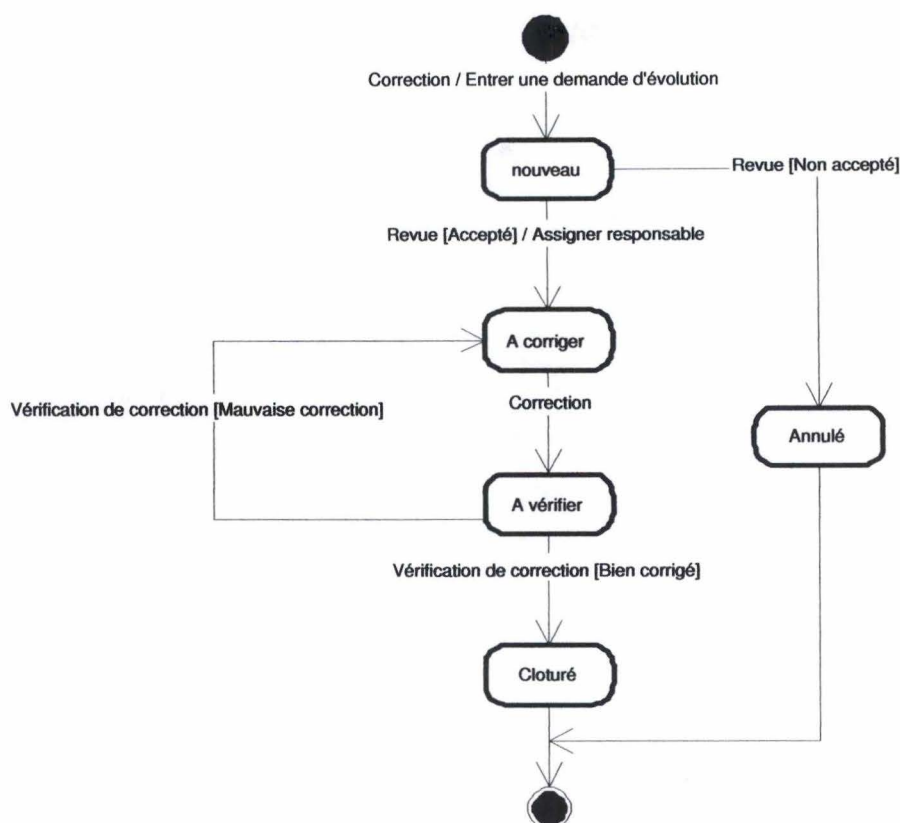 Correction / Entrer une demande d'évolution
nouveau
Revue [Non accepté]
Revue [Accepté] / Assigner responsable
A corriger
Vérification de correction [Mauvaise correction]
Correction
Annulé
A vérifier
Vérification de correction [Bien corrigé]
Cloturé